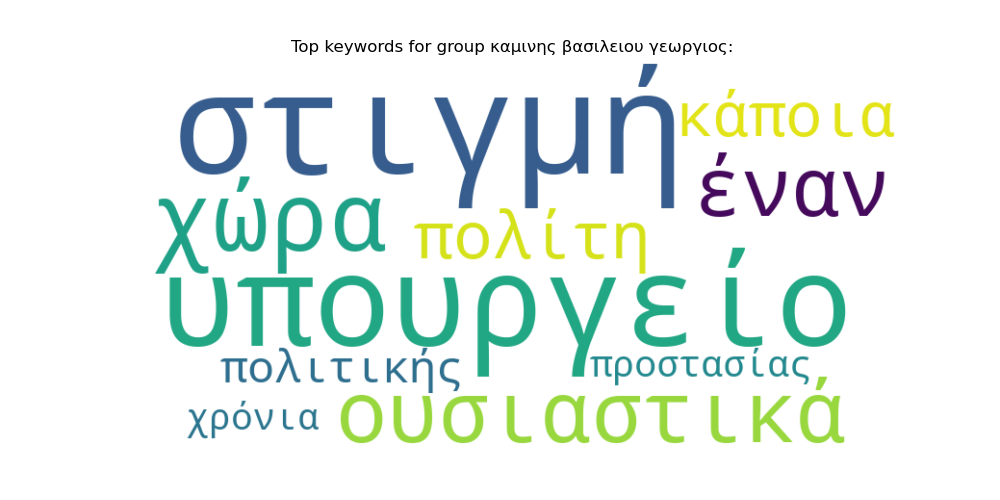 Top keywords for group καμινης βασιλειου γεωργιος:
στιγμή
κάποια
έναν
χώρα
πολίτη
υπουργείο
πολιτικής
προστασίας
χρόνια
ουσιαστικά